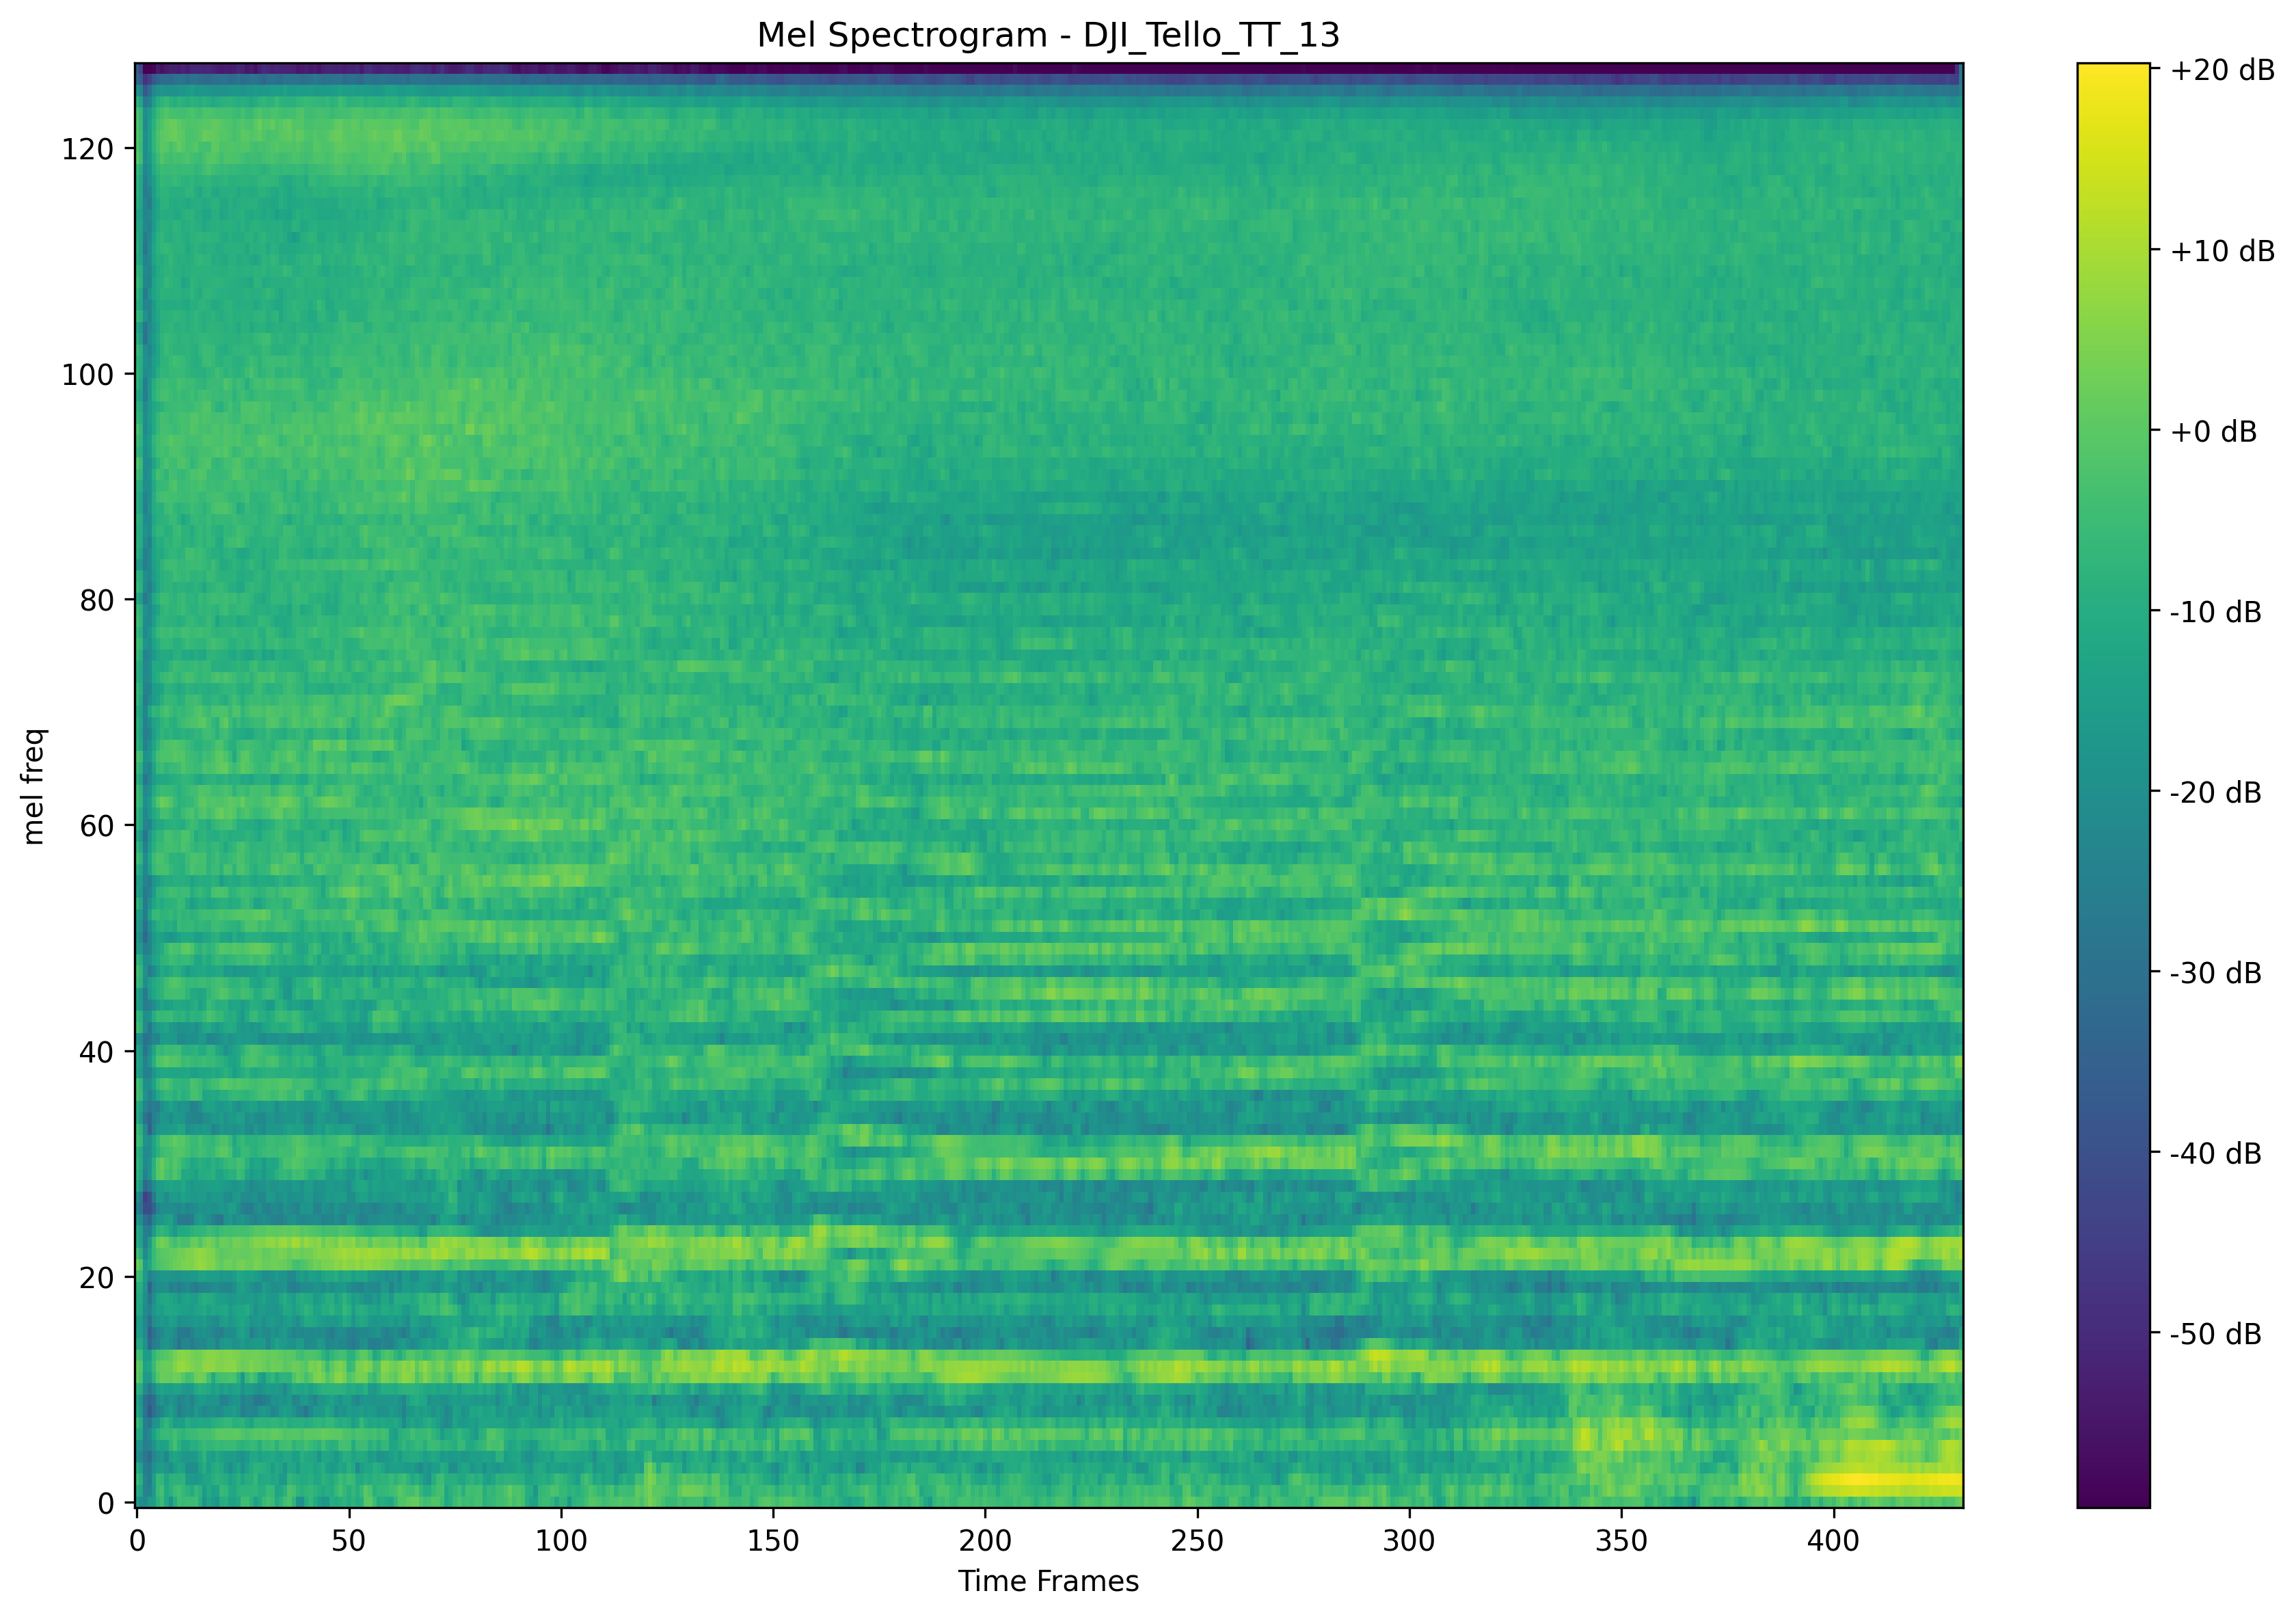 Mel Spectrogram - DJI_Tello_TT_13
+20 dB
+10 dB
+0 dB
-10 dB
-20 dB
-30 dB
-40 dB
-50 dB
mel freq
120
100
80
60
40
20
0
0 50 100 150 200 250 300 350 400
Time Frames